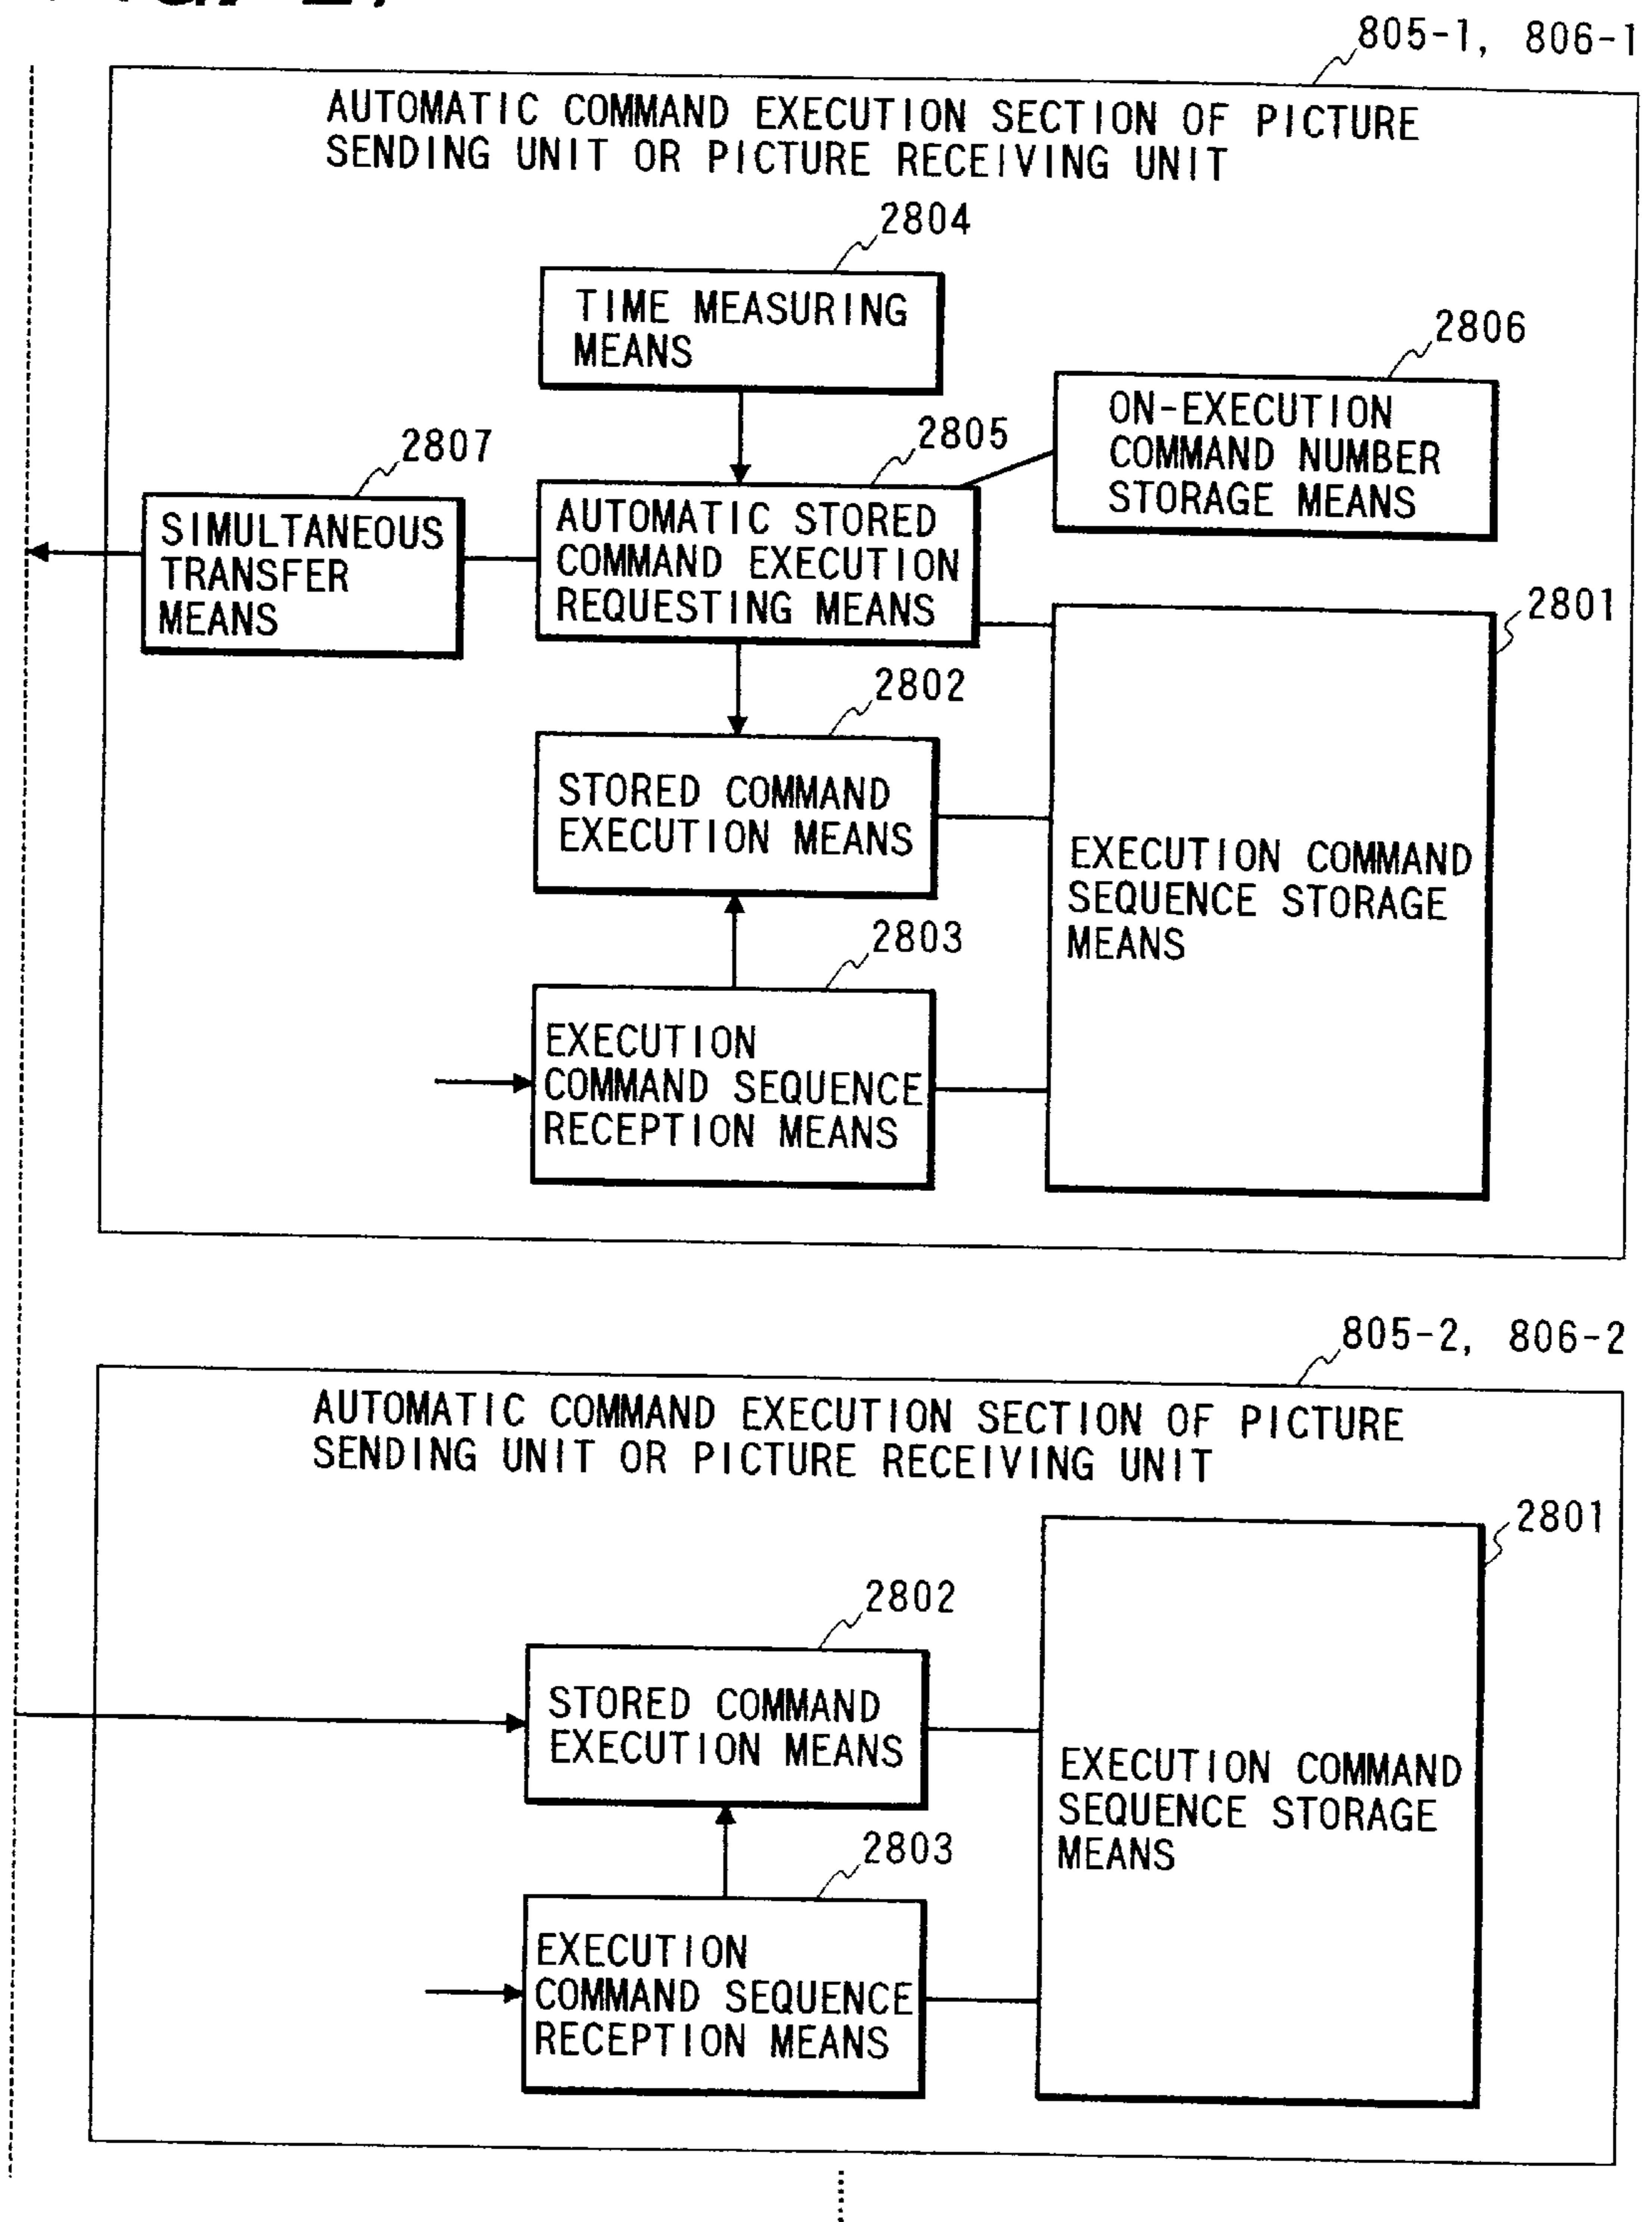 805-1, 806-1
AUTOMATIC COMMAND EXECUTION SECTION OF PICTURE
SENDING UNIT OR PICTURE RECEIVING UNIT
2804
TIME MEASURING
MEANS
2806
ON-EXECUTION
COMMAND NUMBER
STORAGE MEANS
2807
SIMULTANEOUS
TRANSFER
MEANS
2805
AUTOMATIC STORED
COMMAND EXECUTION
REQUESTING MEANS
2801
EXECUTION COMMAND
SEQUENCE STORAGE
MEANS
2802
STORED COMMAND
EXECUTION MEANS
2803
EXECUTION
COMMAND SEQUENCE
RECEPTION MEANS
805-2, 806-2
AUTOMATIC COMMAND EXECUTION SECTION OF PICTURE
SENDING UNIT OR PICTURE RECEIVING UNIT
2801
EXECUTION COMMAND
SEQUENCE STORAGE
MEANS
2802
STORED COMMAND
EXECUTION MEANS
2803
EXECUTION
COMMAND SEQUENCE
RECEPTION MEANS